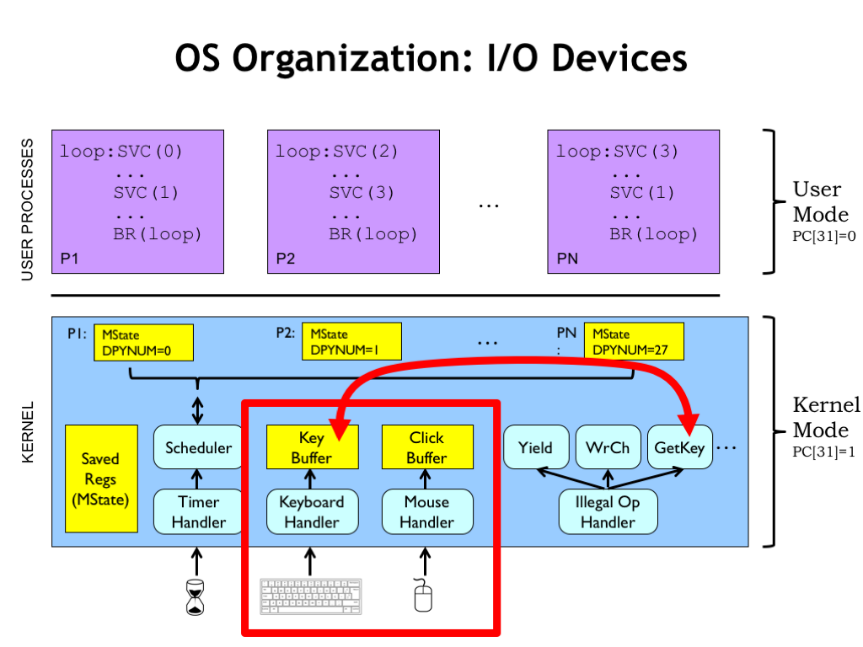 OS Organization: I/O Devices
USER PROCESSES
loop:SVC(0)
...
SVC(1)
...
BR(loop)
P1
loop:SVC(2)
...
SVC(3)
...
BR(loop)
P2
...
loop:SVC(3)
...
SVC(1)
...
BR(loop)
PN
User
Mode
PC[31]=0
KERNEL
P1:
MState
DPYNUM=0
P2:
MState
DPYNUM=1
...
PN
:
MState
DPYNUM=27
Saved
Regs
(MState)
Scheduler
Timer
Handler
Key
Buffer
Keyboard
Handler
Click
Buffer
Mouse
Handler
Yield
WrCh
GetKey
...
Illegal Op
Handler
Kernel
Mode
PC[31]=1